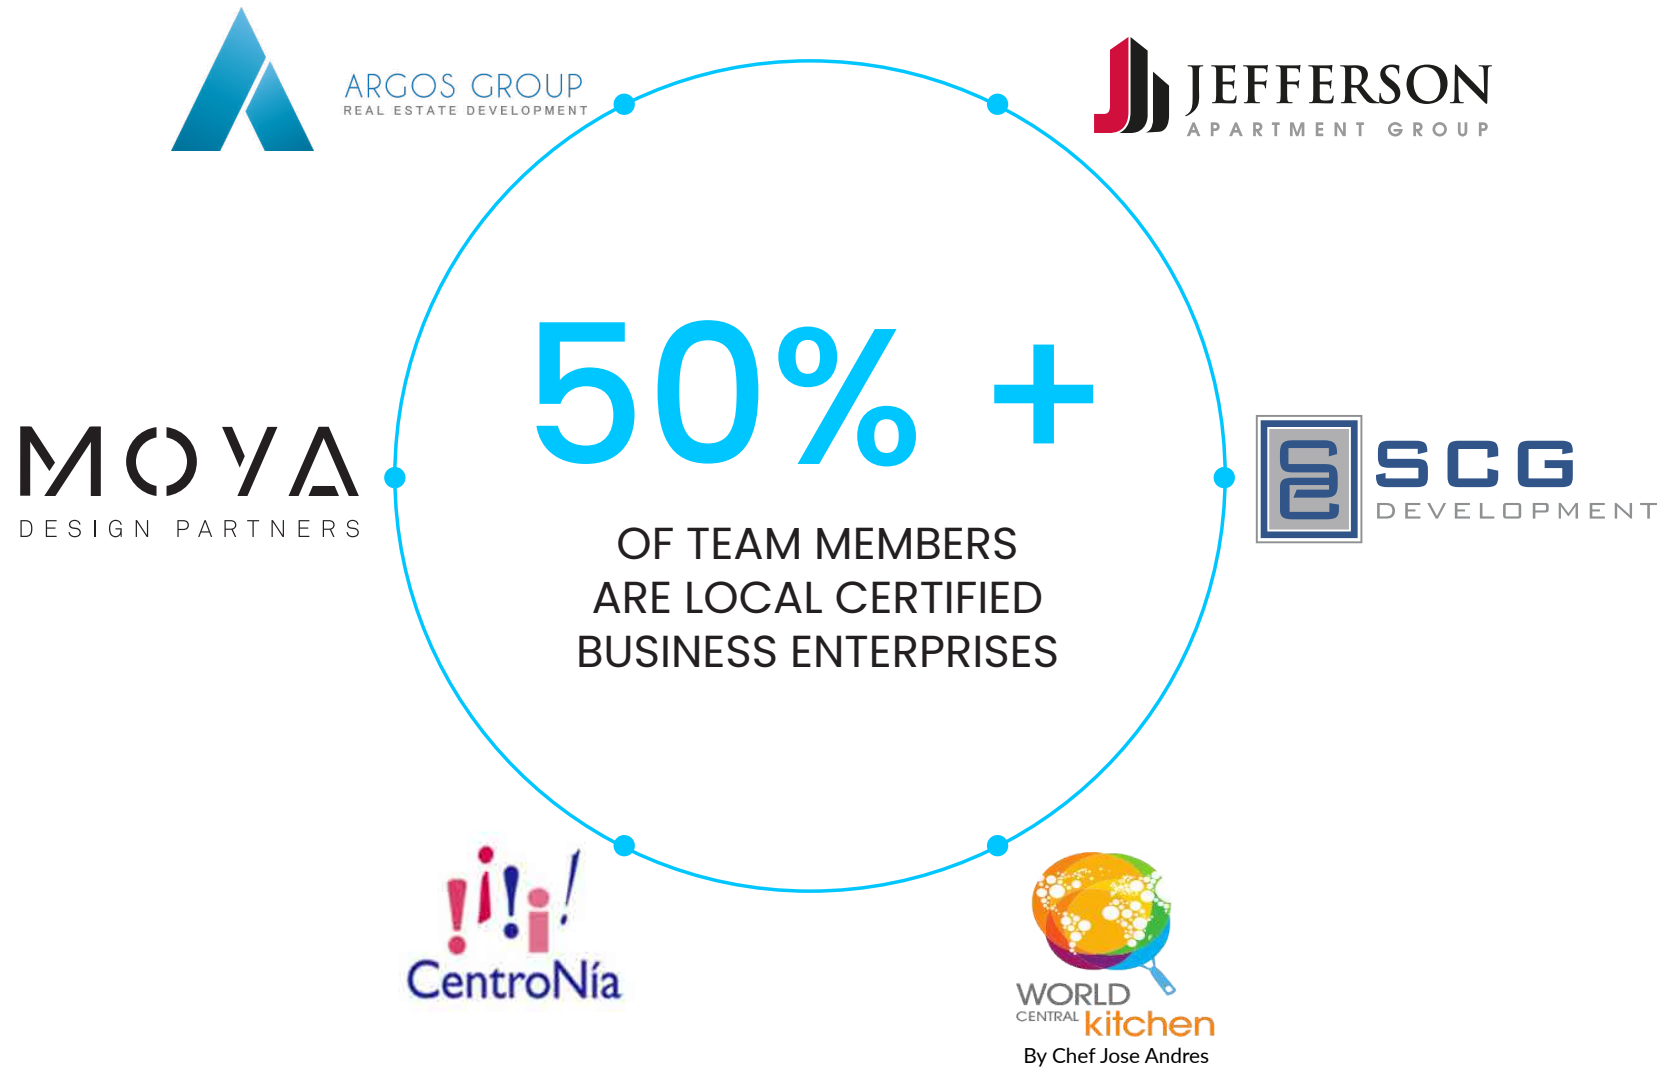 ARGOS GROUP
REAL ESTATE DEVELOPMENT
JEFFERSON
APARTMENT GROUP
50% +
MOYA
DESIGN PARTNERS
SCG
DEVELOPMENT
OF TEAM MEMBERS
ARE LOCAL CERTIFIED
BUSINESS ENTERPRISES
CentroNía
WORLD
CENTRAL kitchen
By Chef Jose Andres